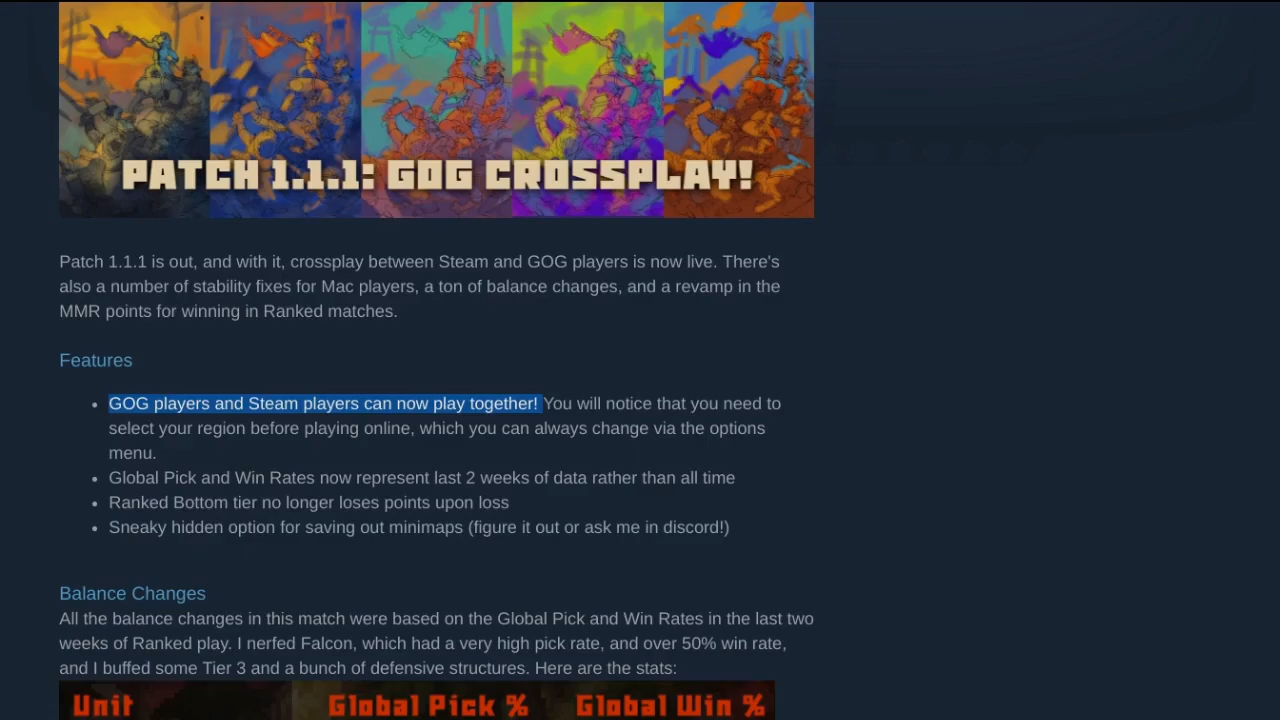 PATCH 1.1.1: GOG CROSSPLAY!
Patch 1.1.1 is out, and with it, crossplay between Steam and GOG players is now live. There's
also a number of stability fixes for Mac players, a ton of balance changes, and a revamp in the
MMR points for winning in Ranked matches.
Features
GOG players and Steam players can now play together! You will notice that you need to
select your region before playing online, which you can always change via the options
menu.
Global Pick and Win Rates now represent last 2 weeks of data rather than all time
Ranked Bottom tier no longer loses points upon loss
Sneaky hidden option for saving out minimaps (figure it out or ask me in discord!)
Balance Changes
All the balance changes in this match were based on the Global Pick and Win Rates in the last two
weeks of Ranked play. I nerfed Falcon, which had a very high pick rate, and over 50% win rate,
and I buffed some Tier 3 and a bunch of defensive structures. Here are the stats:
Unit Global Pick % Global Win %